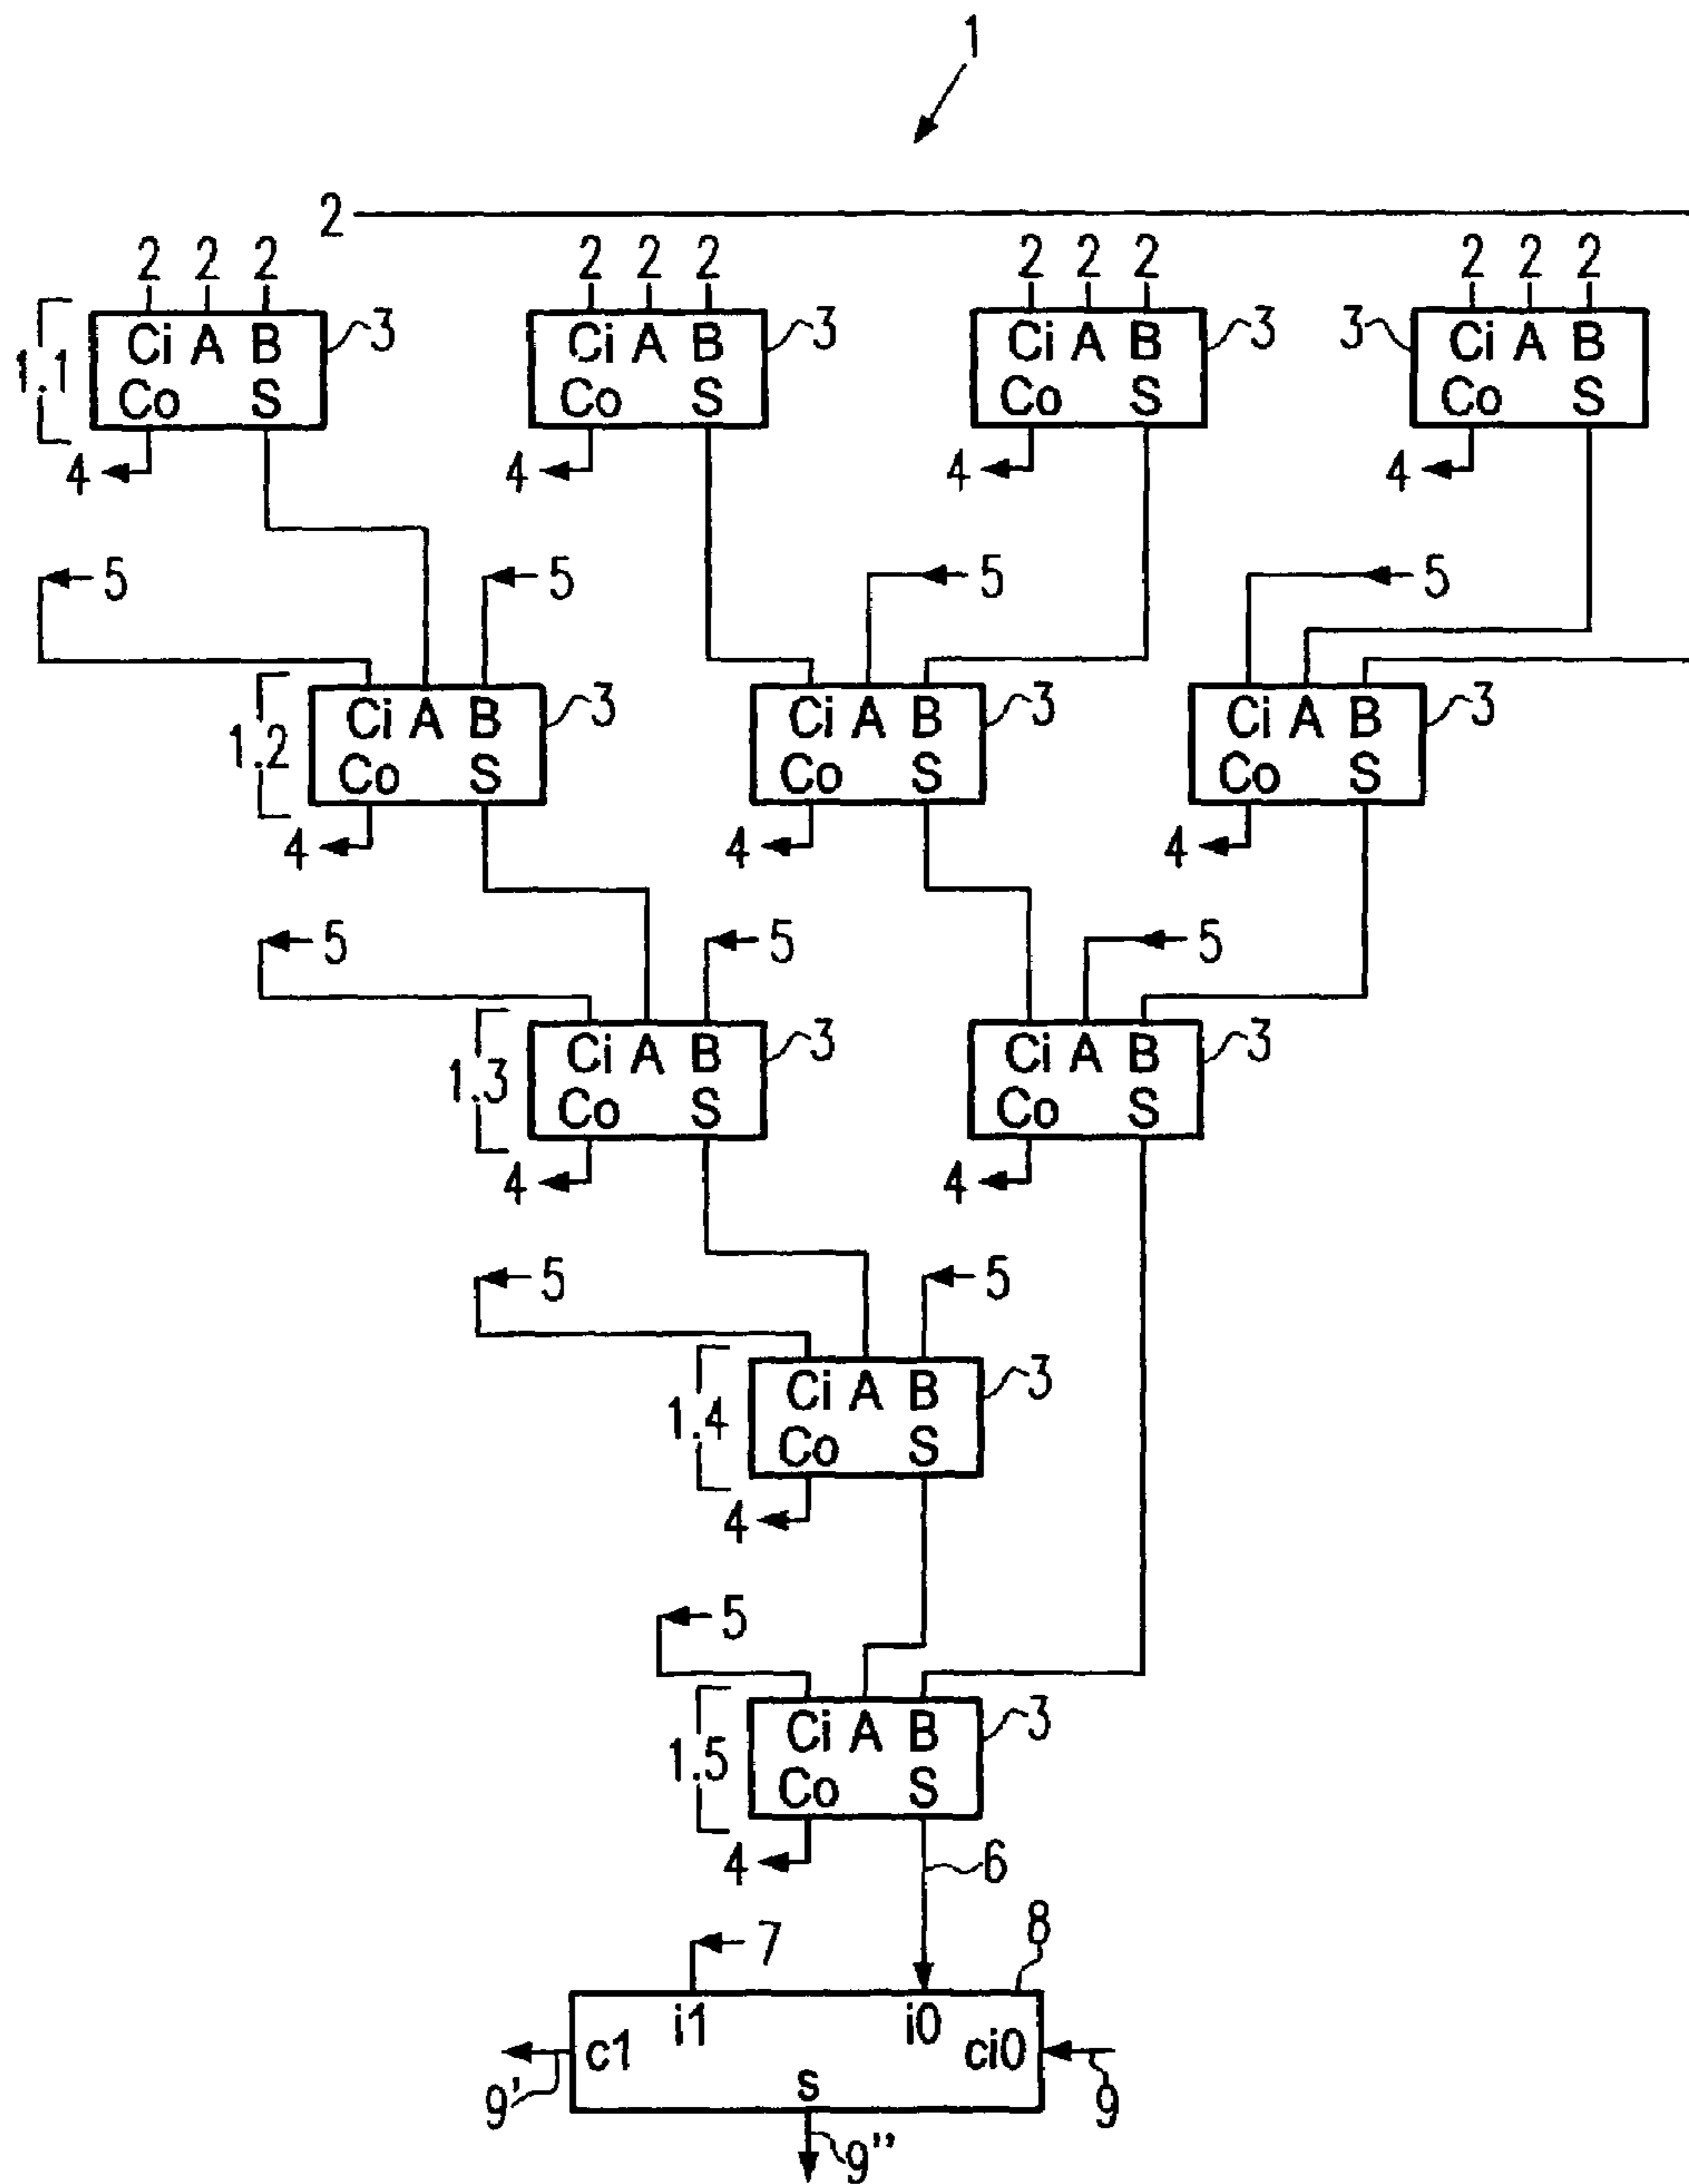 1
2
2 2 2 2 2 2 2 2 2 2 2 2
1.1 Ci A B 3 Ci A B 3 Ci A B 3 3 Ci A B
Co S Co S Co S Co S
4 4 4 4
5 5 5 5
1.2 Ci A B 3 Ci A B 3 Ci A B 3
Co S Co S Co S
4 4 4
5 5 5
1.3 Ci A B 3 Ci A B 3
Co S Co S
4 4
5 5
1.4 Ci A B 3
Co S
4
5
1.5 Ci A B 3
Co S
4 6
7 8
i1 i0
c1 ci0
s
9' 9
9"